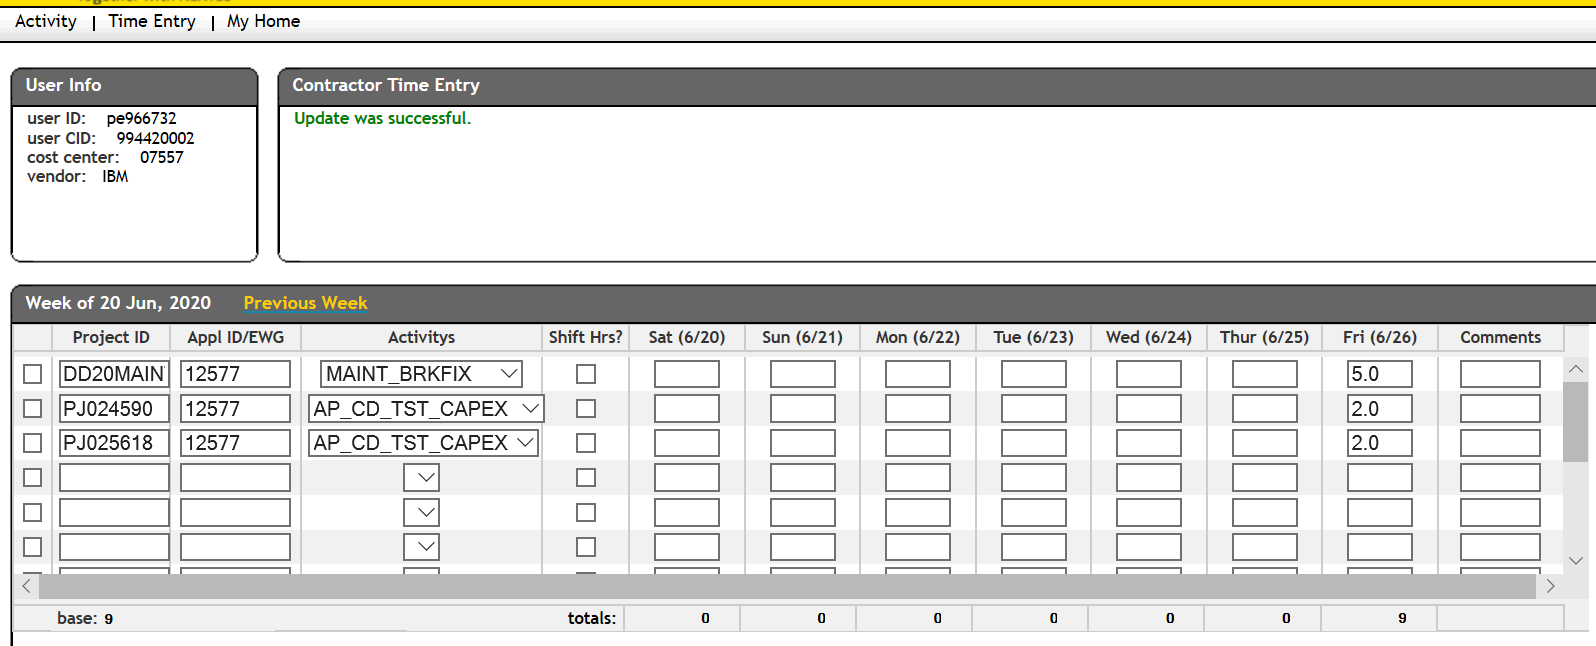 Activity | Time Entry | My Home
User Info
user ID: pe966732
user CID: 994420002
cost center: 07557
vendor: IBM
Contractor Time Entry
Update was successful.
Week of 20 Jun, 2020 Previous Week
Project ID Appl ID/EWG Activitys Shift Hrs? Sat (6/20) Sun (6/21) Mon (6/22) Tue (6/23) Wed (6/24) Thur (6/25) Fri (6/26) Comments
DD20MAIN 12577 MAINT_BRKFIX 5.0
PJ024590 12577 AP_CD_TST_CAPEX 2.0
PJ025618 12577 AP_CD_TST_CAPEX 2.0
base: 9 totals: 0 0 0 0 0 0 9